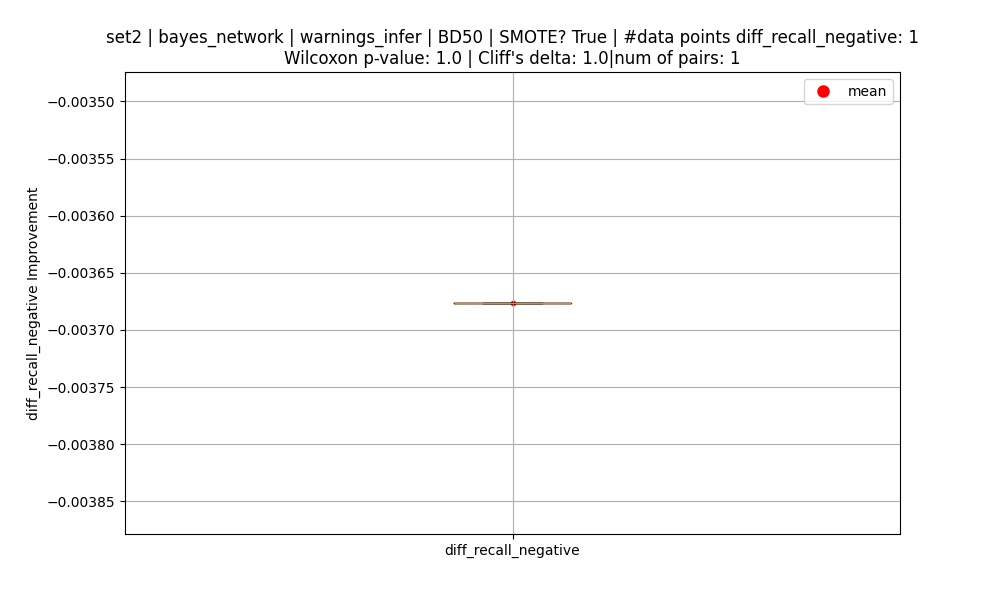 set2 | bayes_network | warnings_infer | BD50 | SMOTE? True | #data points diff_recall_negative: 1
Wilcoxon p-value: 1.0 | Cliff's delta: 1.0|num of pairs: 1
mean
diff_recall_negative Improvement
−0.00350
−0.00355
−0.00360
−0.00365
−0.00370
−0.00375
−0.00380
−0.00385
diff_recall_negative